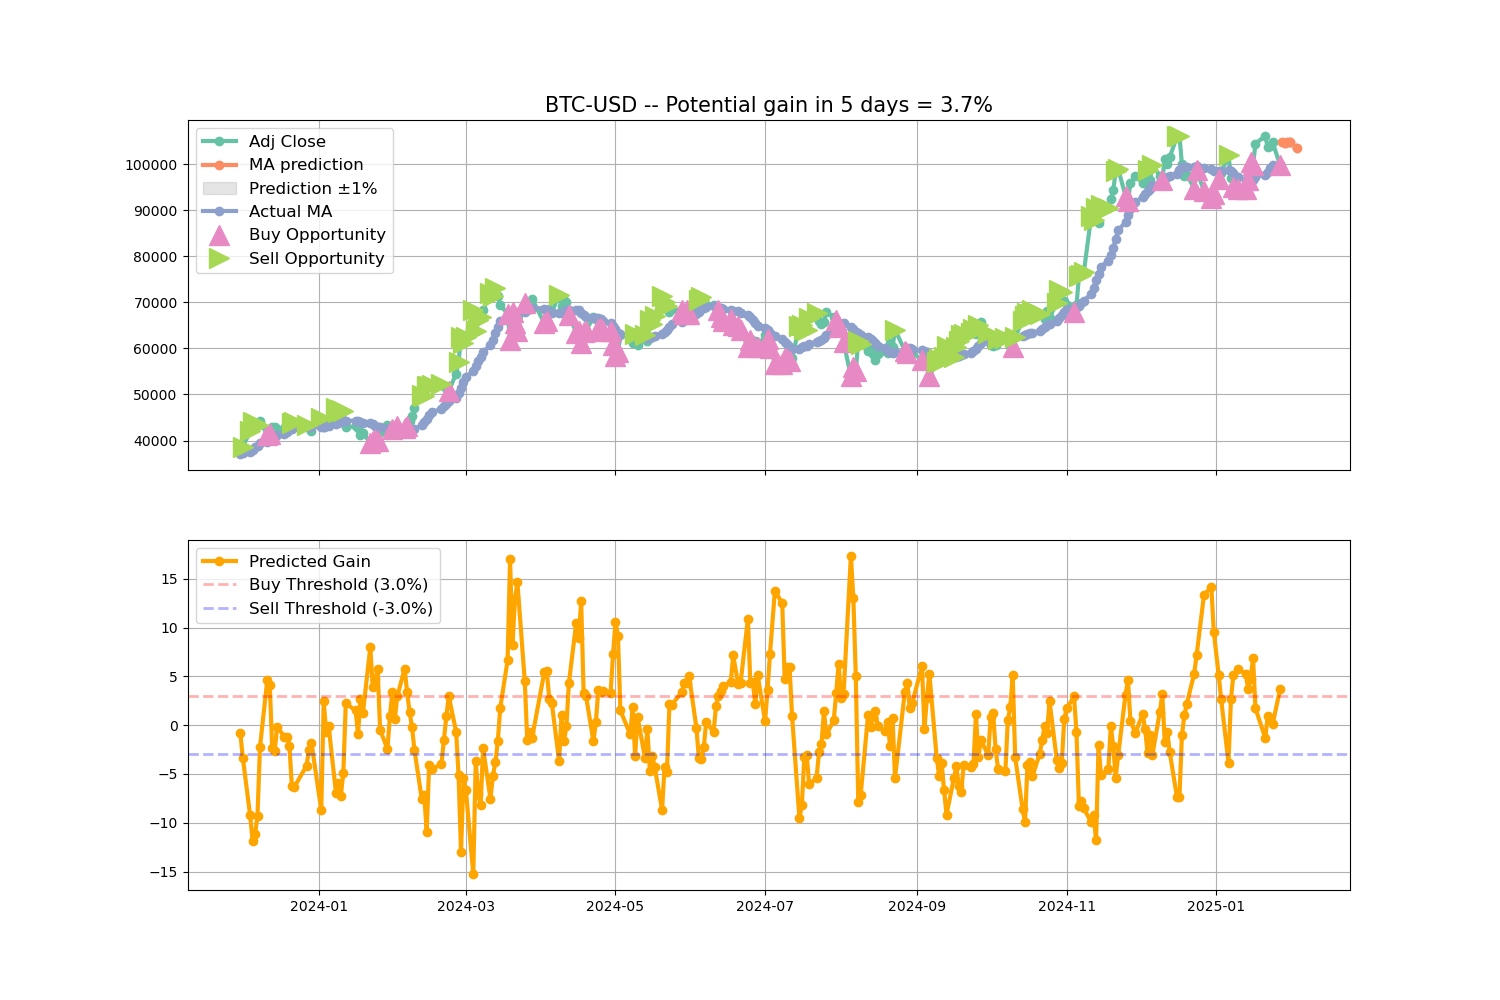 BTC-USD -- Potential gain in 5 days = 3.7%
Adj Close
MA prediction
Prediction ±1%
Actual MA
Buy Opportunity
Sell Opportunity
100000
90000
80000
70000
60000
50000
40000
Predicted Gain
Buy Threshold (3.0%)
Sell Threshold (-3.0%)
15
10
5
0
−5
−10
−15
2024-01 2024-03 2024-05 2024-07 2024-09 2024-11 2025-01